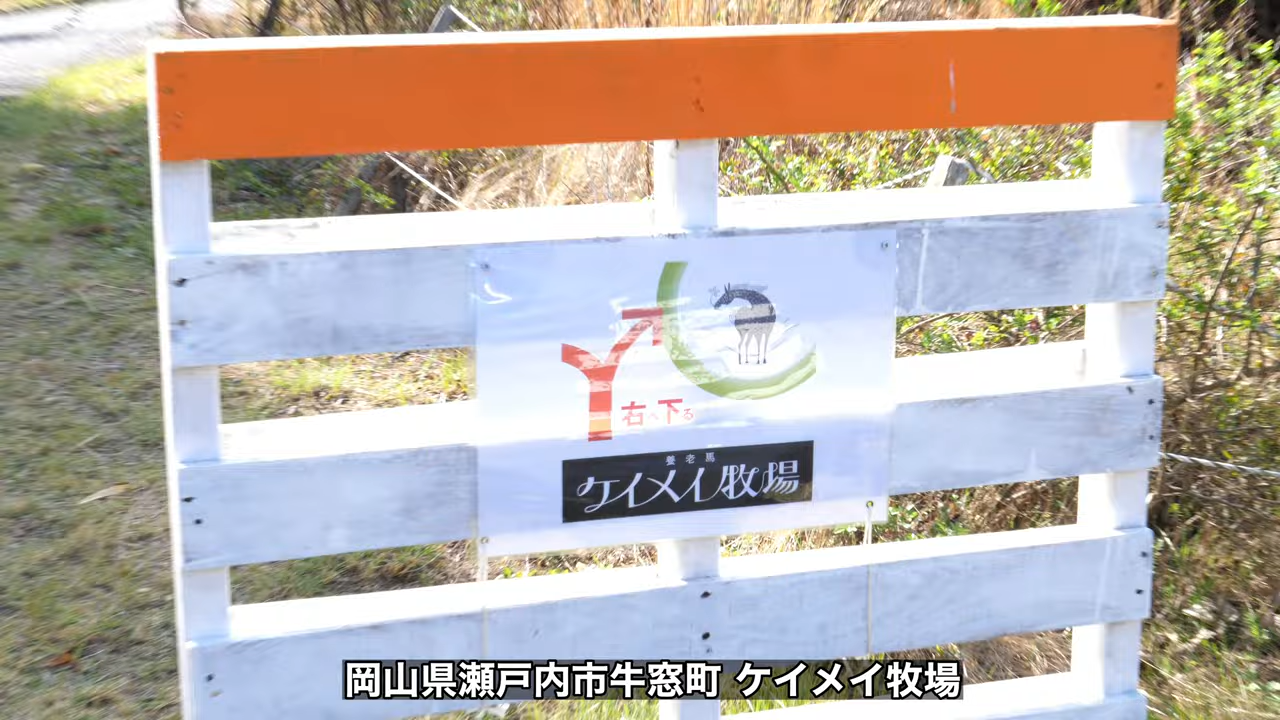 右へ下る
養老馬
ケイメイ牧場
岡山県瀬戸内市牛窓町 ケイメイ牧場